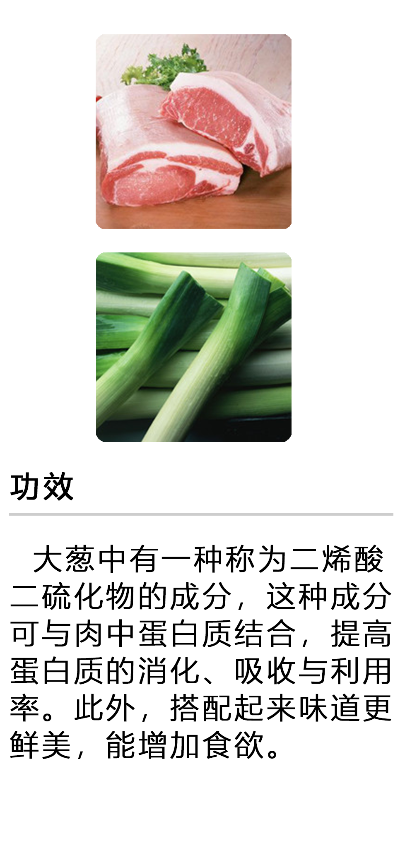 功效
大葱中有一种称为二烯酸
二硫化物的成分，这种成分
可与肉中蛋白质结合，提高
蛋白质的消化、吸收与利用
率。此外，搭配起来味道更
鲜美，能增加食欲。